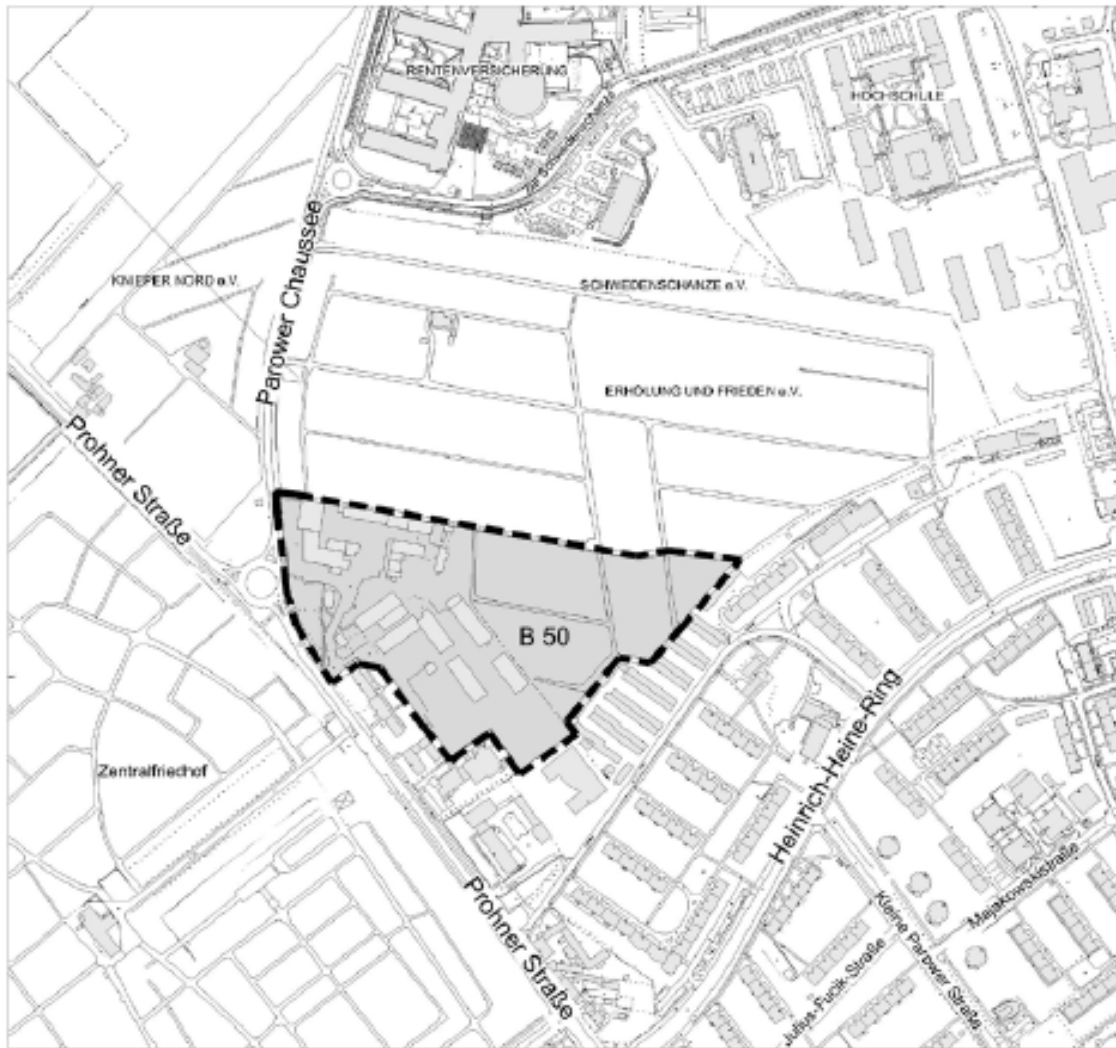 RENTENVERSICHERUNG
HOCHSCHULE
Parower Chaussee
KNIEPER NORD e.V.
SCHWEDENSCHANZE e.V.
ERHOLUNG UND FRIEDEN e.V.
Prohner Straße
B 50
Zentralfriedhof
Heinrich-Heine-Ring
Prohner Straße
Kleine Parower Straße
Majakowskistraße
Julius-Fucik-Straße